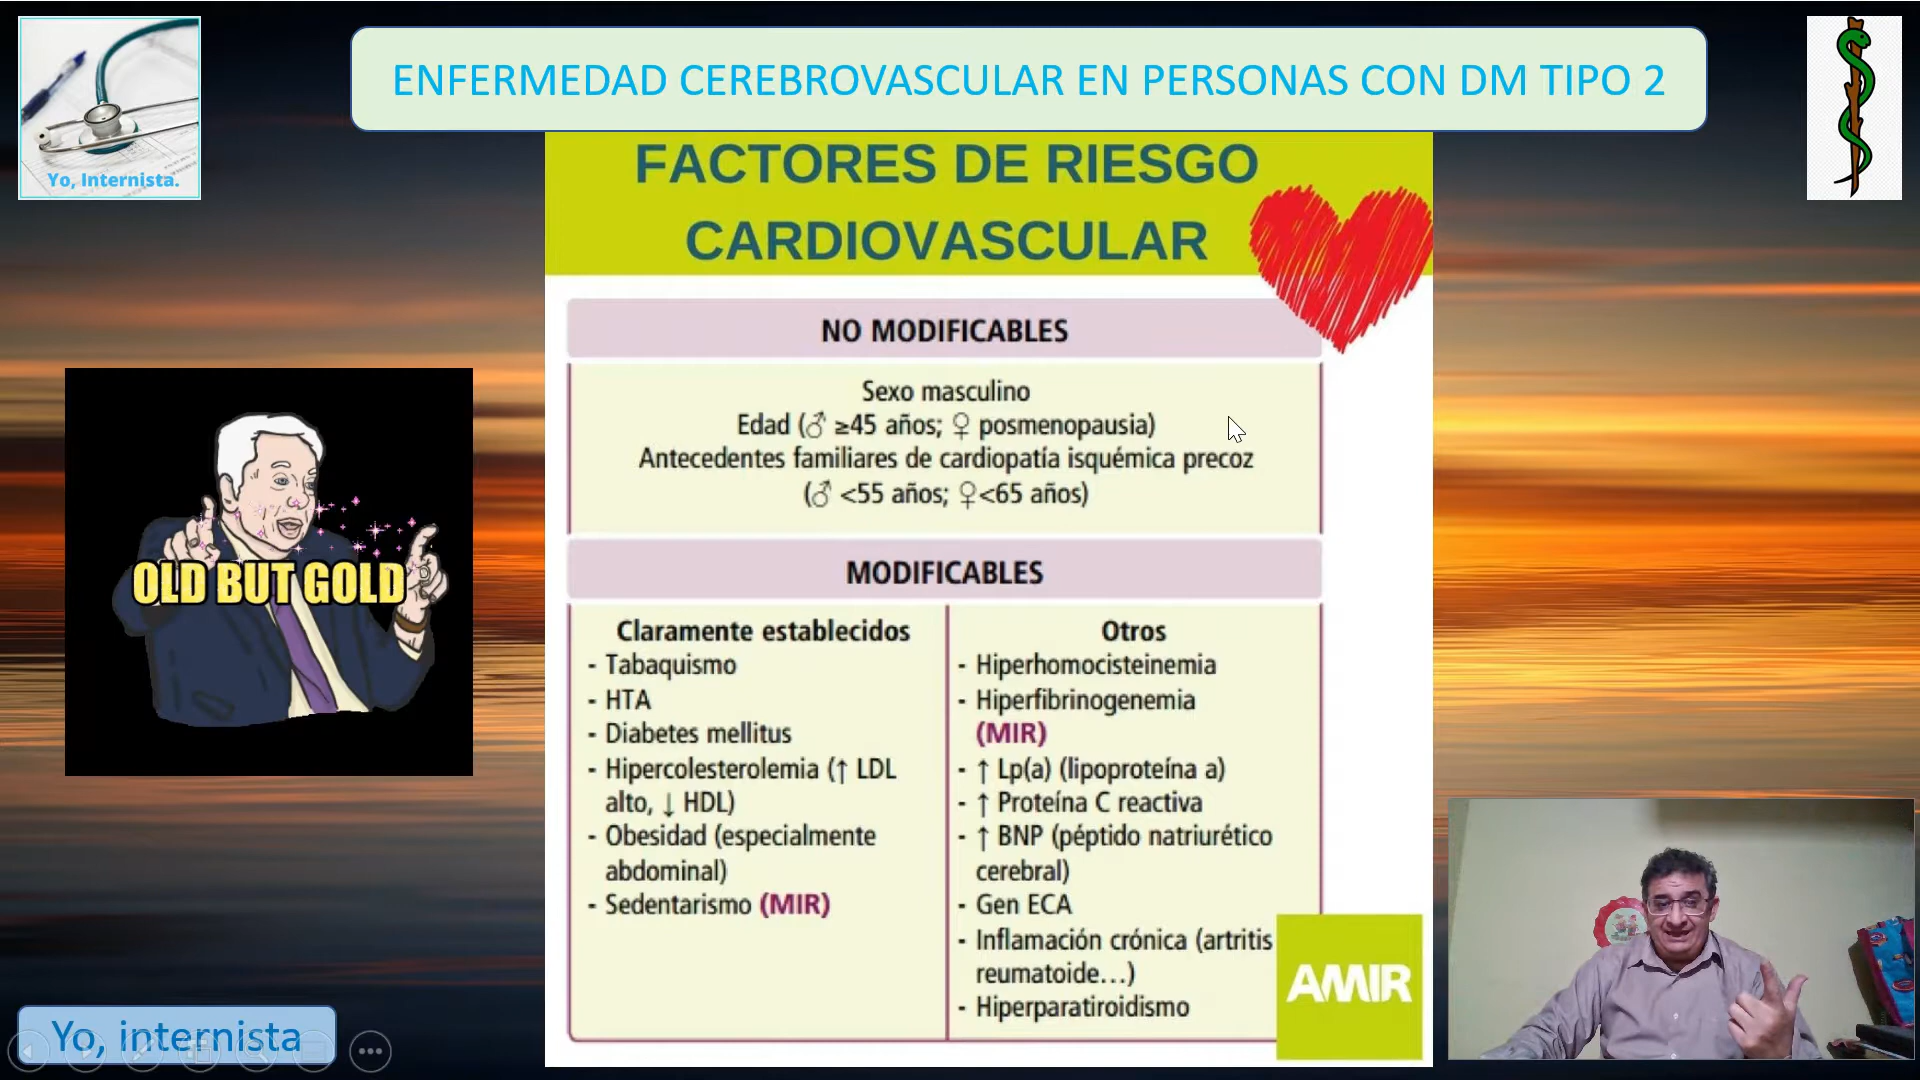 ENFERMEDAD CEREBROVASCULAR EN PERSONAS CON DM TIPO 2
Yo, Internista.
FACTORES DE RIESGO
CARDIOVASCULAR
NO MODIFICABLES
Sexo masculino
Edad (♂ ≥45 años; ♀ posmenopausia)
Antecedentes familiares de cardiopatía isquémica precoz
(♂ <55 años; ♀<65 años)
OLD BUT GOLD
MODIFICABLES
Claramente establecidos
- Tabaquismo
- HTA
- Diabetes mellitus
- Hipercolesterolemia (↑ LDL
alto, ↓ HDL)
- Obesidad (especialmente
abdominal)
- Sedentarismo (MIR)
Otros
- Hiperhomocisteinemia
- Hiperfibrinogenemia
(MIR)
- ↑ Lp(a) (lipoproteína a)
- ↑ Proteína C reactiva
- ↑ BNP (péptido natriurético
cerebral)
- Gen ECA
- Inflamación crónica (artritis
reumatoide...)
- Hiperparatiroidismo
AMIR
Yo, internista